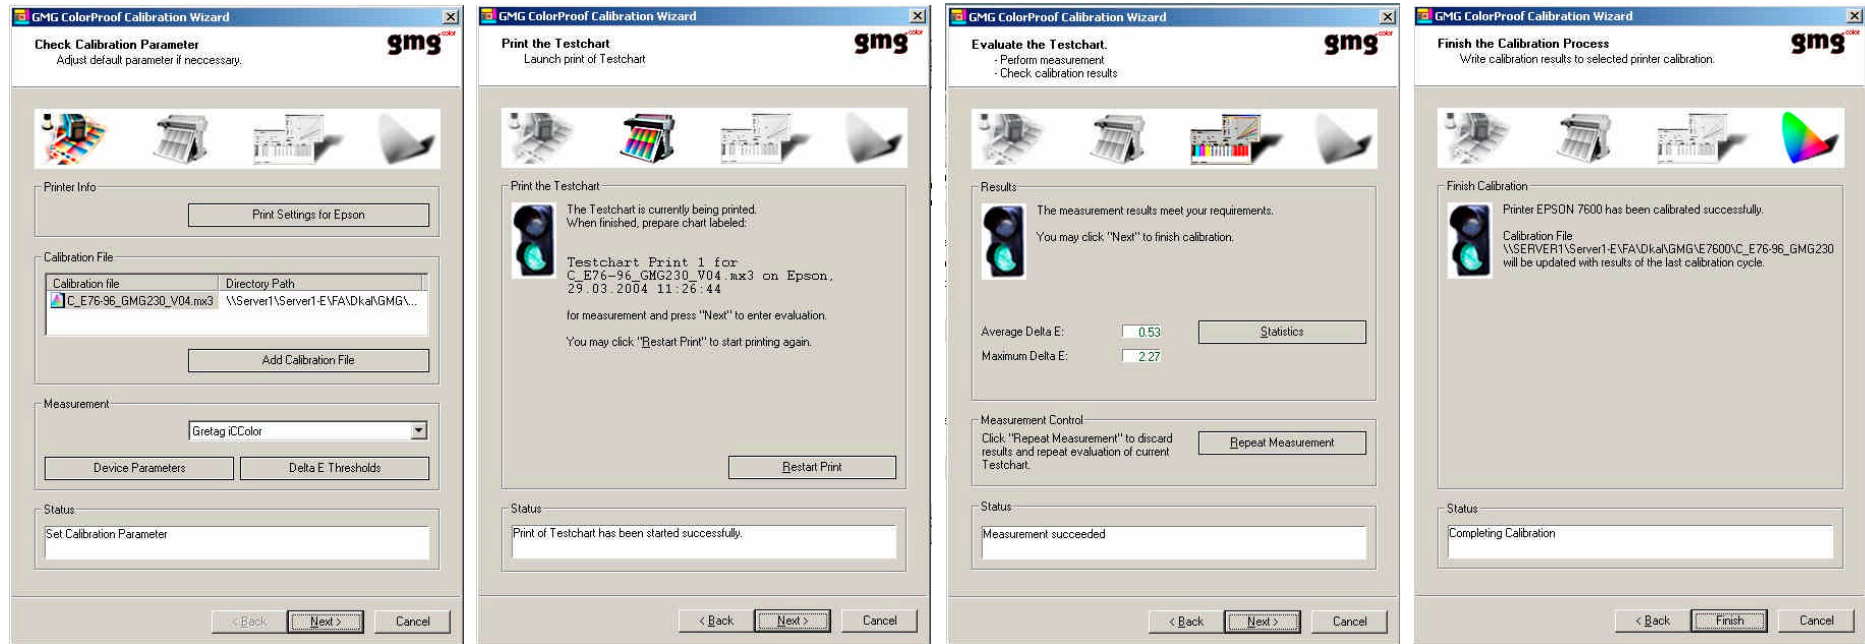 GMG ColorProof Calibration Wizard
Check Calibration Parameter
Adjust default parameter if neccessary.
gmg color
Printer Info
Print Settings for Epson
Calibration File
Calibration file Directory Path
C_E76-96_GMG230_V04.mx3 \\Server1\Server1-E\FA\Dkal\GMG\...
Add Calibration File
Measurement
Gretag iCColor
Device Parameters Delta E Thresholds
Status
Set Calibration Parameter
< Back Next > Cancel
GMG ColorProof Calibration Wizard
Print the Testchart
Launch print of Testchart
gmg color
Print the Testchart
The Testchart is currently being printed.
When finished, prepare chart labeled:
Testchart Print 1 for
C_E76-96_GMG230_V04.mx3 on Epson,
29.03.2004 11:26:44
for measurement and press "Next" to enter evaluation.
You may click "Restart Print" to start printing again.
Restart Print
Status
Print of Testchart has been started successfully.
< Back Next > Cancel
GMG ColorProof Calibration Wizard
Evaluate the Testchart.
- Perform measurement
- Check calibration results
gmg color
Results
The measurement results meet your requirements.
You may click "Next" to finish calibration.
Average Delta E: 0.53 Statistics
Maximum Delta E: 2.27
Measurement Control
Click "Repeat Measurement" to discard
results and repeat evaluation of current
Testchart.
Repeat Measurement
Status
Measurement succeeded
< Back Next > Cancel
GMG ColorProof Calibration Wizard
Finish the Calibration Process
Write calibration results to selected printer calibration.
gmg color
Finish Calibration
Printer EPSON 7600 has been calibrated successfully.
Calibration File
\\SERVER1\Server1-E\FA\Dkal\GMG\E7600\C_E76-96_GMG230
will be updated with results of the last calibration cycle.
Status
Completing Calibration
< Back Finish Cancel